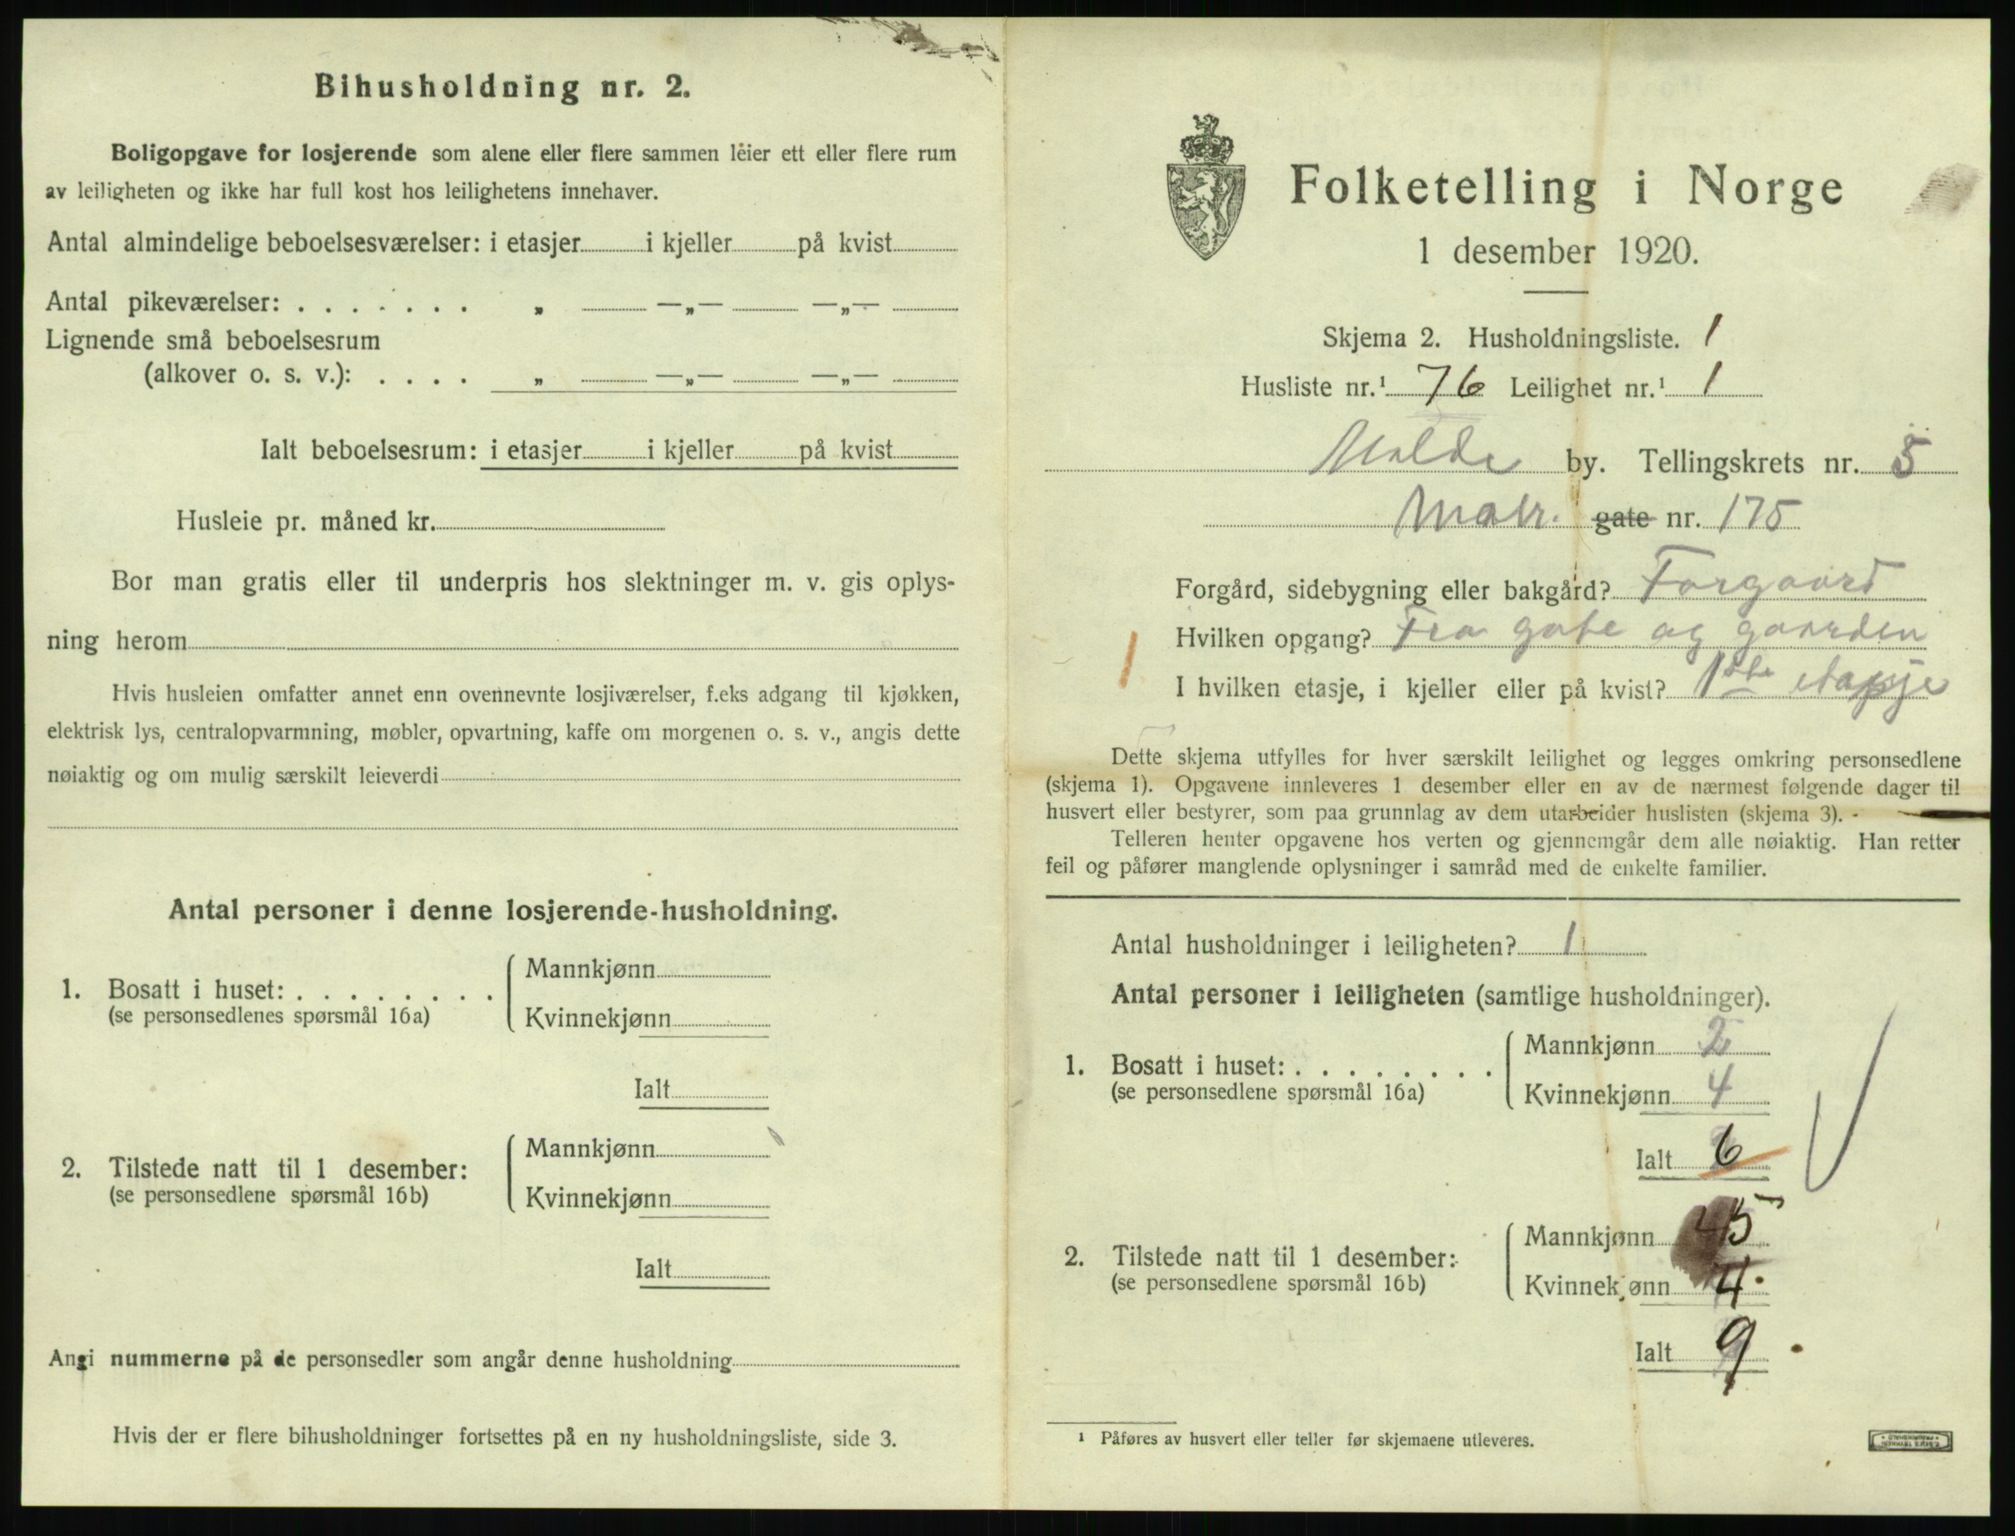 Bihusholdning nr. 2.
Boligopgave for losjerende som alene eller flere sammen leier ett eller flere rum
av leiligheten og ikke har full kost hos leilighetens innehaver.
Antal almindelige beboelsesværelser: i etasjer i kjeller på kvist
Antal pikeværelser: . . . . . . . „ —„— —„—
Lignende små beboelsesrum
(alkover o. s. v.): . . . . „ —„— —„—
Ialt beboelsesrum: i etasjer i kjeller på kvist
Husleie pr. måned kr.
Bor man gratis eller til underpris hos slektninger m. v. gis oplys-
ning herom
Hvis husleien omfatter annet enn ovennevnte losjiværelser, f.eks adgang til kjøkken,
elektrisk lys, centralopvarmning, møbler, opvartning, kaffe om morgenen o. s. v., angis dette
nøiaktig og om mulig særskilt leieverdi
Antal personer i denne losjerende-husholdning.
1. Bosatt i huset: . . . . . . . .
(se personsedlenes spørsmål 16a)
Mannkjønn
Kvinnekjønn
Ialt
2. Tilstede natt til 1 desember:
(se personsedlene spørsmål 16b)
Mannkjønn
Kvinnekjønn
Ialt
Angi nummerne på de personsedler som angår denne husholdning
Hvis der er flere bihusholdninger fortsettes på en ny husholdningsliste, side 3.
Folketelling i Norge
1 desember 1920.
Skjema 2. Husholdningsliste. 1
Husliste nr.¹ 76 Leilighet nr.¹ 1
Molde by. Tellingskrets nr. 5
Matr. gate nr. 175
Forgård, sidebygning eller bakgård? Forgaard
Hvilken opgang? Fra gate og gaarden
1
I hvilken etasje, i kjeller eller på kvist? 1ste etasje
Dette skjema utfylles for hver særskilt leilighet og legges omkring personsedlene
(skjema 1). Opgavene innleveres 1 desember eller en av de nærmest følgende dager til
husvert eller bestyrer, som paa grunnlag av dem utarbeider huslisten (skjema 3).
Telleren henter opgavene hos verten og gjennemgår dem alle nøiaktig. Han retter
feil og påfører manglende oplysninger i samråd med de enkelte familier.
Antal husholdninger i leiligheten? 1
Antal personer i leiligheten (samtlige husholdninger).
1. Bosatt i huset: . . . . . . . .
(se personsedlene spørsmål 16a)
Mannkjønn 2
Kvinnekjønn 4
Ialt 6
2. Tilstede natt til 1 desember:
(se personsedlene spørsmål 16b)
Mannkjønn 5
Kvinnekjønn 4
Ialt 9
¹ Påføres av husvert eller teller før skjemaene utleveres.